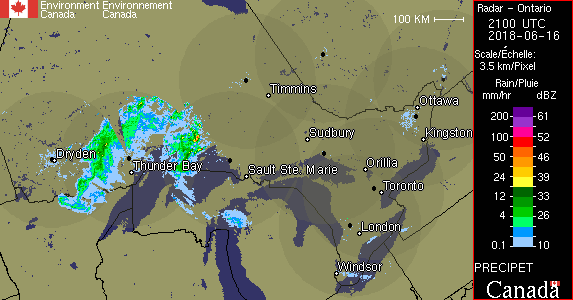 Environment Environnement
Canada Canada
100 KM
Timmins
Ottawa
Sudbury
Kingston
Dryden
Thunder Bay
Sault Ste. Marie
Orillia
Toronto
London
Windsor
Radar - Ontario
2100 UTC
2018-06-16
Scale/Échelle:
3.5 km/Pixel
Rain/Pluie
mm/hr dBZ
200 61
100 52
50 46
24 39
12 33
4 26
1 16
0.1 10
PRECIPET
Canada